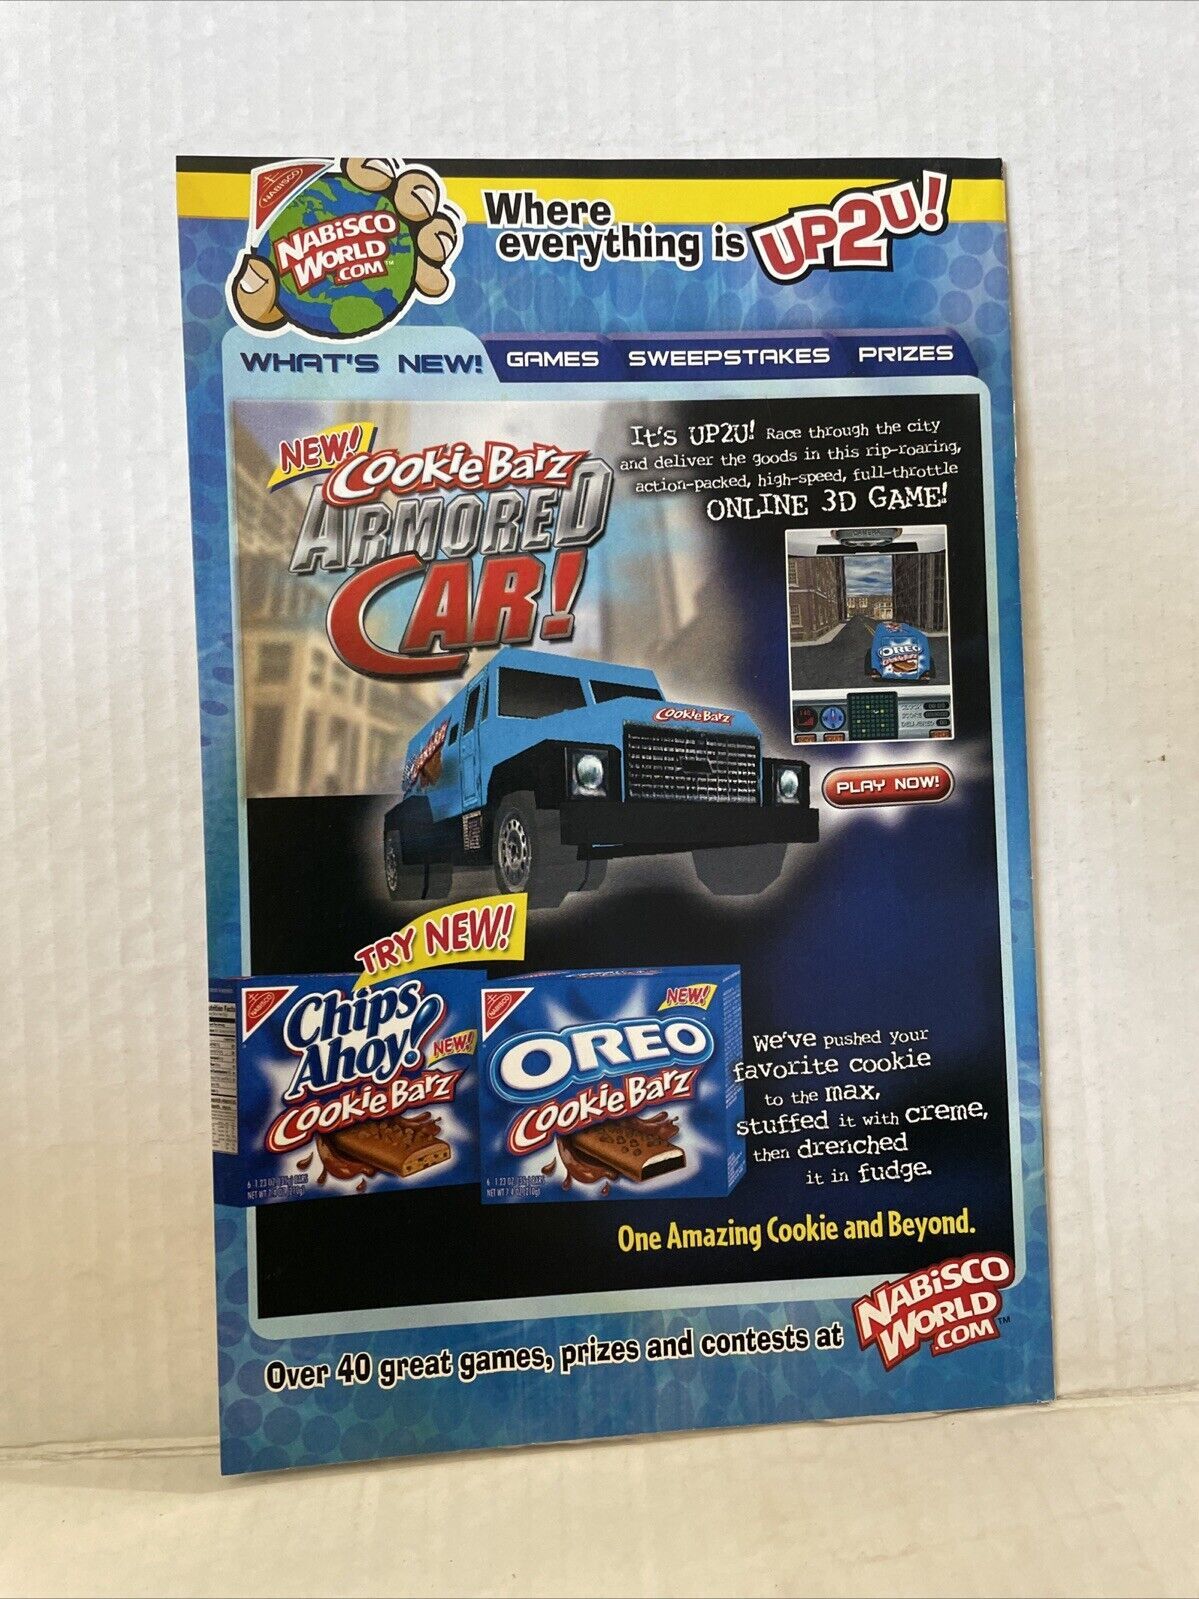 NABISCO
NABISCO
WORLD
.COM™
Where
everything is
UP2U!
WHAT'S NEW!
GAMES
SWEEPSTAKES
PRIZES
NEW!
CookieBarz
ARMORED
CAR!
It's UP2U! Race through the city
and deliver the goods in this rip-roaring,
action-packed, high-speed, full-throttle
ONLINE 3D GAME!
OREO
CookieBarz
CookieBarz
PLAY NOW!
TRY NEW!
NABISCO
Chips
Ahoy!
NEW!
CookieBarz
NABISCO
NEW!
OREO
CookieBarz
We've pushed your
favorite cookie
to the max,
stuffed it with creme,
then drenched
it in fudge.
One Amazing Cookie and Beyond.
Over 40 great games, prizes and contests at
NABISCO
WORLD
.COM™